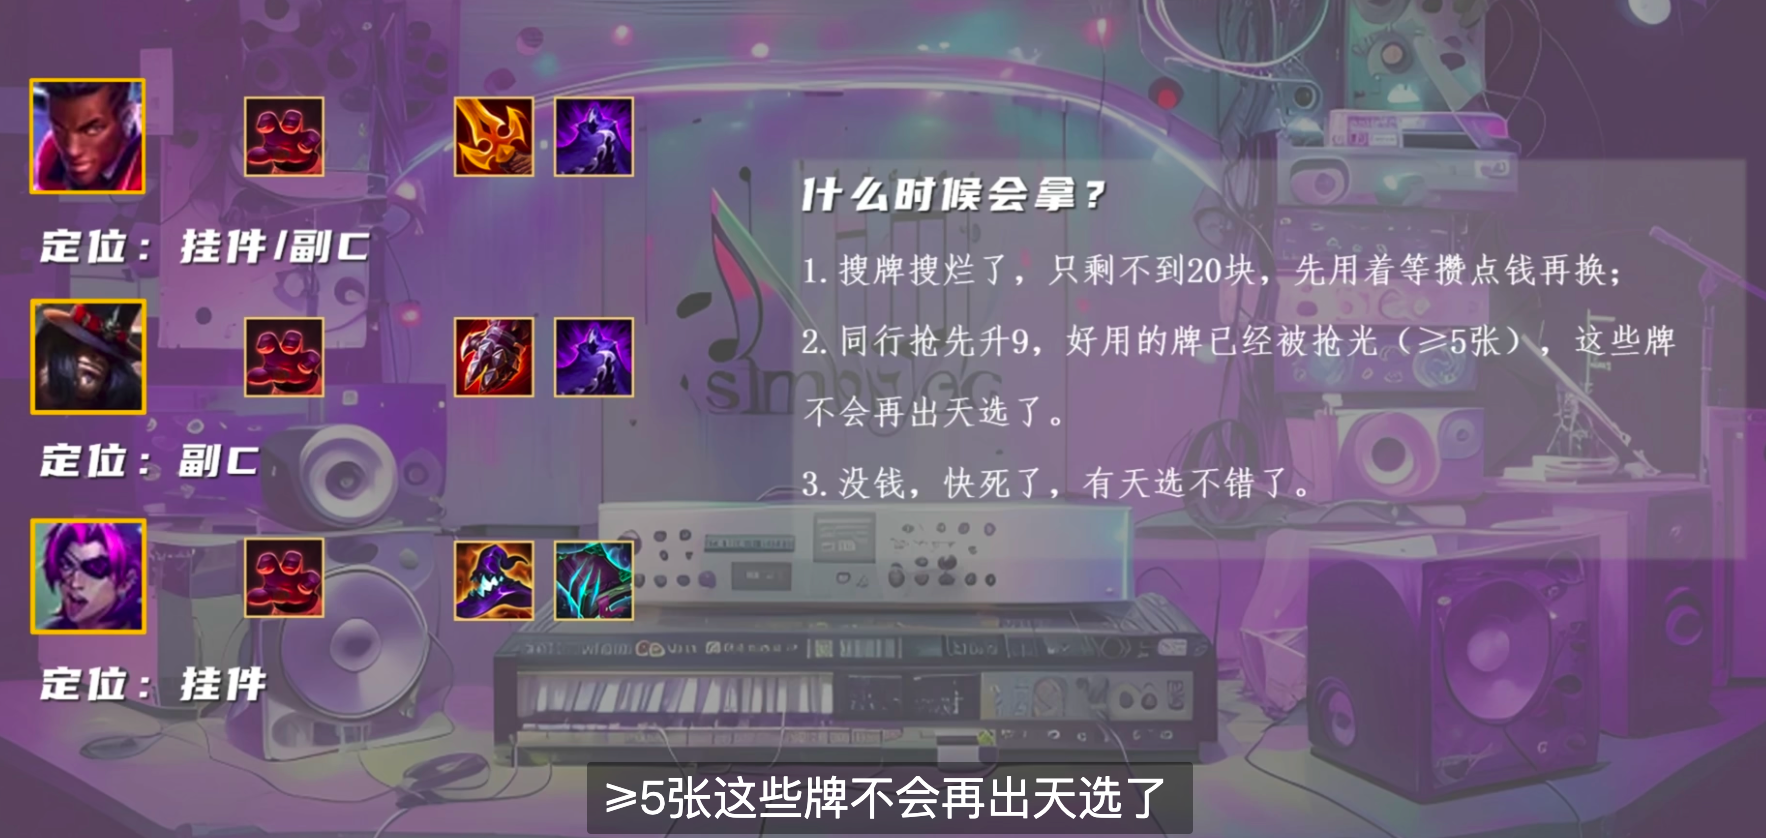 定位：挂件/副C
定位：副C
定位：挂件
什么时候会拿？
1.搜牌搜烂了，只剩不到20块，先用着等攒点钱再换；
2.同行抢先升9，好用的牌已经被抢光（≥5张），这些牌
不会再出天选了。
3.没钱，快死了，有天选不错了。
≥5张这些牌不会再出天选了